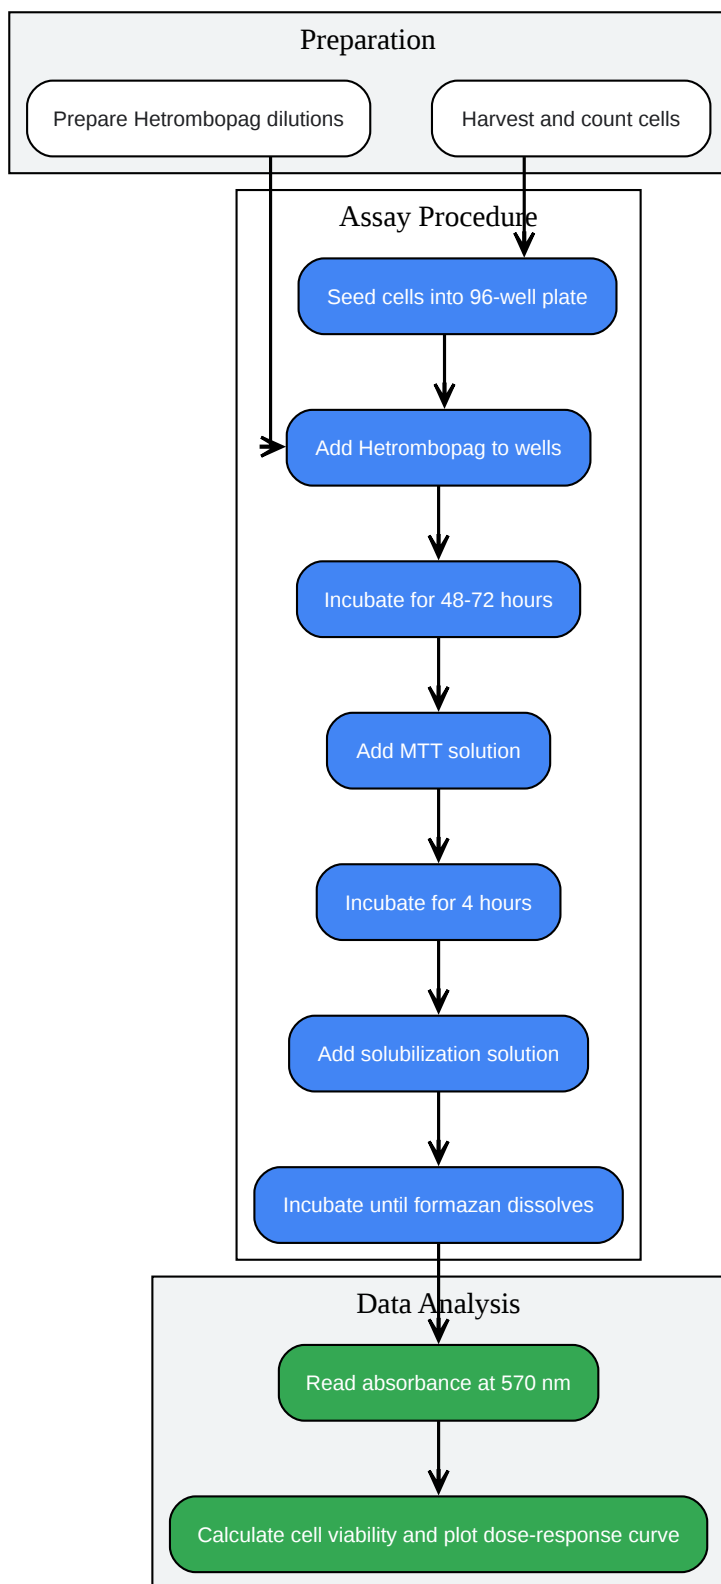 Preparation
Prepare Hetrombopag dilutions
Harvest and count cells
Assay Procedure
Seed cells into 96-well plate
Add Hetrombopag to wells
Incubate for 48-72 hours
Add MTT solution
Incubate for 4 hours
Add solubilization solution
Incubate until formazan dissolves
Data Analysis
Read absorbance at 570 nm
Calculate cell viability and plot dose-response curve